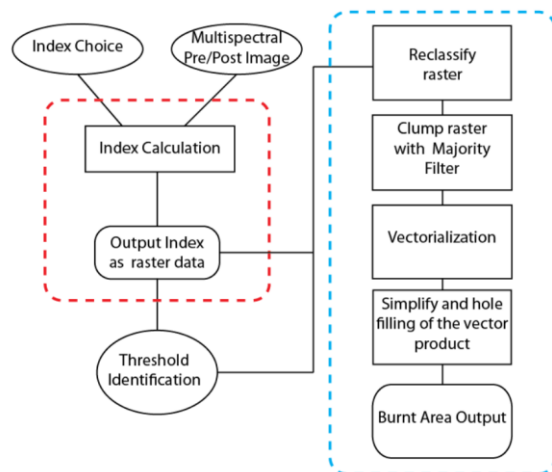 Index Choice
Multispectral
Pre/Post Image
Index Calculation
Output Index
as raster data
Threshold
Identification
Reclassify
raster
Clump raster
with Majority
Filter
Vectorialization
Simplify and hole
filling of the vector
product
Burnt Area Output